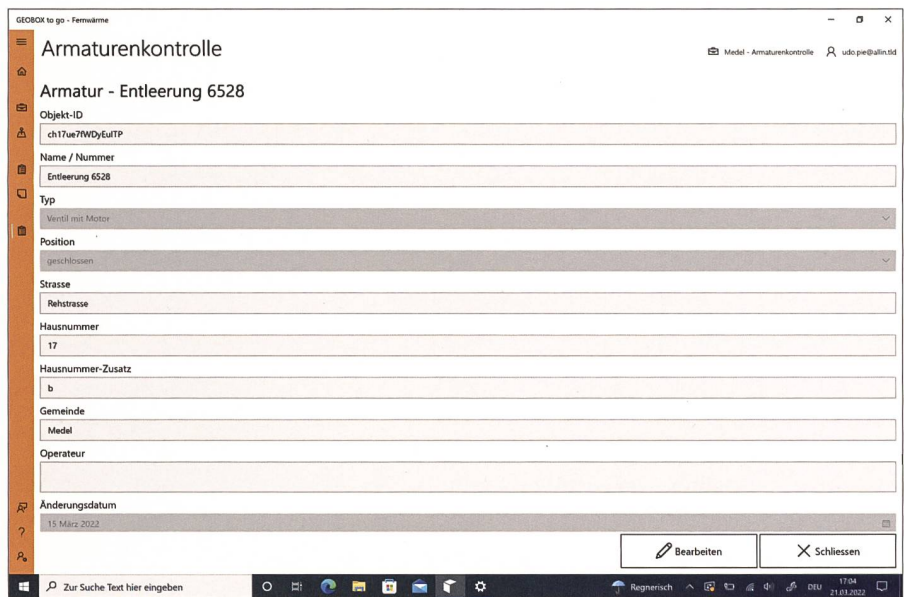 GEOBOX to go - Fernwärme
Armaturenkontrolle
Medel - Armaturenkontrolle udo.pie@allin.tld
Armatur - Entleerung 6528
Objekt-ID
ch17ue7fWDyEulTP
Name / Nummer
Entleerung 6528
Typ
Ventil mit Motor
Position
geschlossen
Strasse
Rehstrasse
Hausnummer
17
Hausnummer-Zusatz
b
Gemeinde
Medel
Operateur
Änderungsdatum
15 März 2022
Bearbeiten
Schliessen
Zur Suche Text hier eingeben
Regnerisch
DEU
17:04
21.03.2022